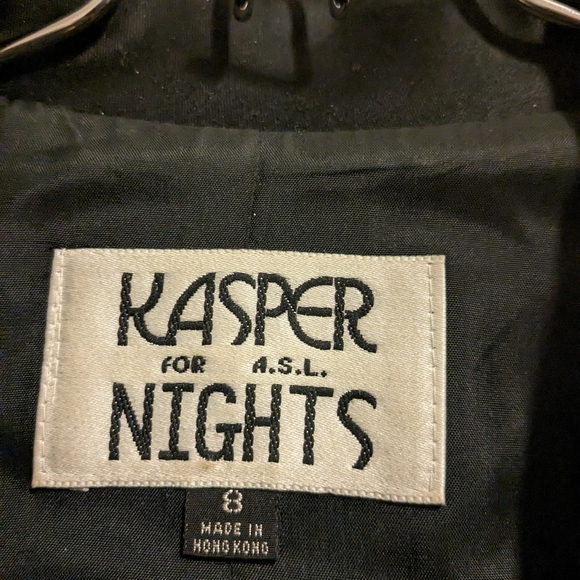 KASPER
FOR A.S.L.
NIGHTS
8
MADE IN
HONG KONG